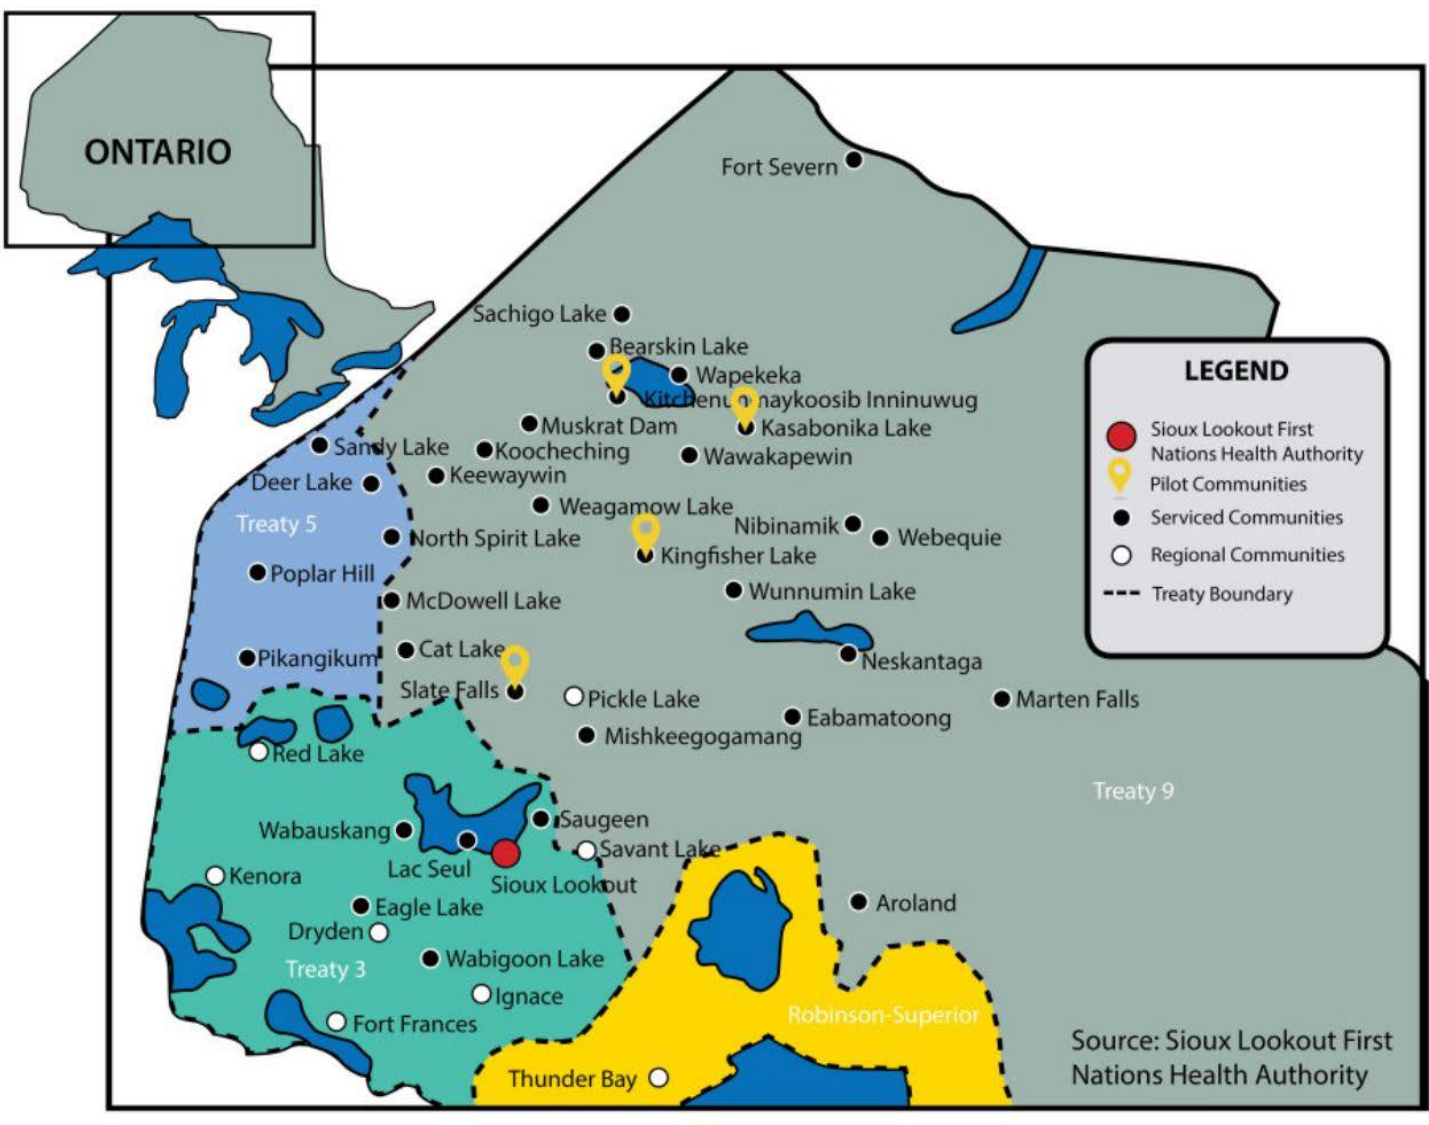 ONTARIO
Fort Severn
Sachigo Lake
Bearskin Lake
Wapekeka
Kitchenuhmaykoosib Inninuwug
Kasabonika Lake
Muskrat Dam
Koocheching
Wawakapewin
Sandy Lake
Keewaywin
Deer Lake
Weagamow Lake
Treaty 5
Nibinamik
Webequie
North Spirit Lake
Kingfisher Lake
Poplar Hill
Wunnumin Lake
McDowell Lake
Cat Lake
Pikangikum
Neskantaga
Slate Falls
Pickle Lake
Marten Falls
Eabamatoong
Mishkeegogamang
Red Lake
Treaty 9
Saugeen
Wabauskang
Savant Lake
Lac Seul
Kenora
Sioux Lookout
Eagle Lake
Aroland
Dryden
Wabigoon Lake
Treaty 3
Ignace
Robinson-Superior
Fort Frances
Thunder Bay
LEGEND
Sioux Lookout First
Nations Health Authority
Pilot Communities
Serviced Communities
Regional Communities
Treaty Boundary
Source: Sioux Lookout First
Nations Health Authority